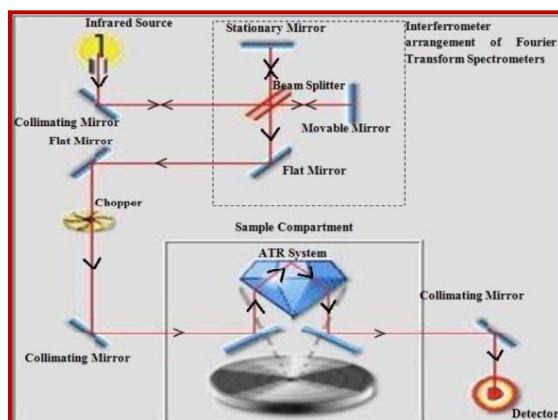 Infrared Source
Stationary Mirror
Interferrometer
arrangement of Fourier
Transform Spectrometers
Beam Splitter
Collimating Mirror
Movable Mirror
Flat Mirror
Flat Mirror
Chopper
Sample Compartment
ATR System
Collimating Mirror
Collimating Mirror
Detector